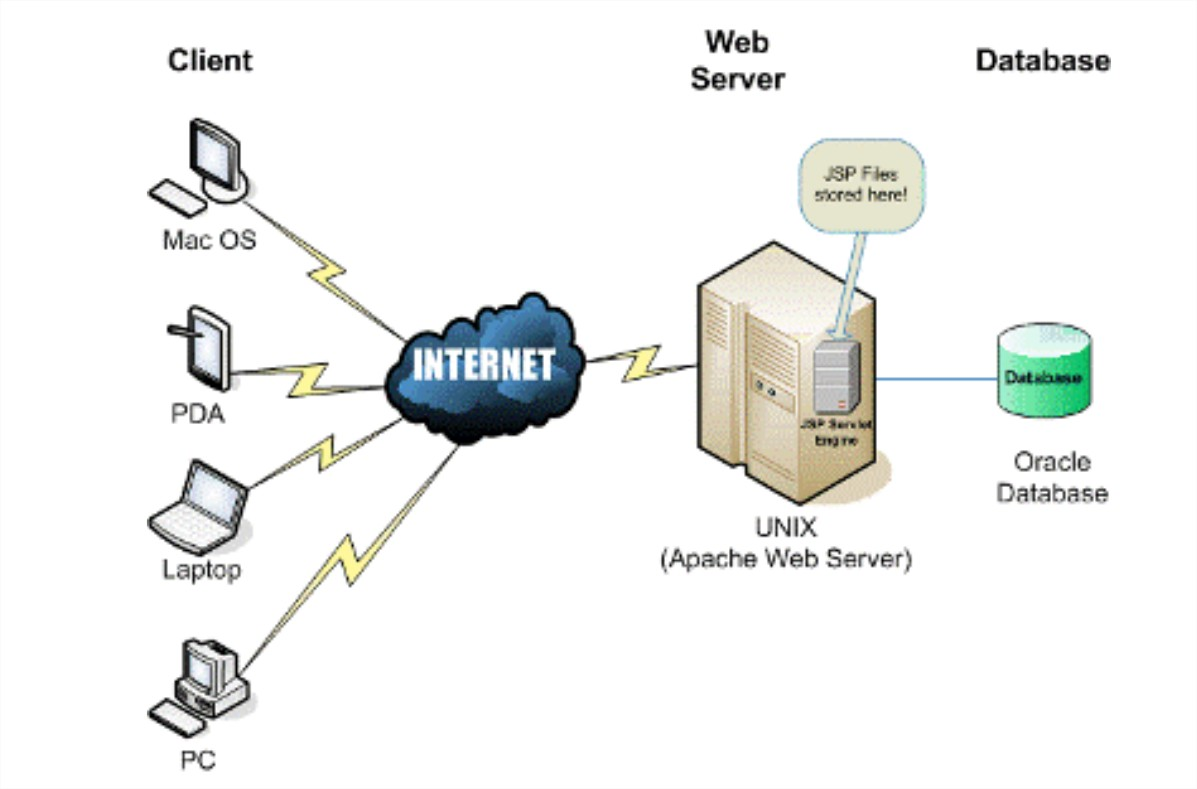 Client
Web
Server
Database
JSP Files
stored here!
Mac OS
INTERNET
PDA
Database
JSP Servlet
Engine
Oracle
Database
UNIX
(Apache Web Server)
Laptop
PC